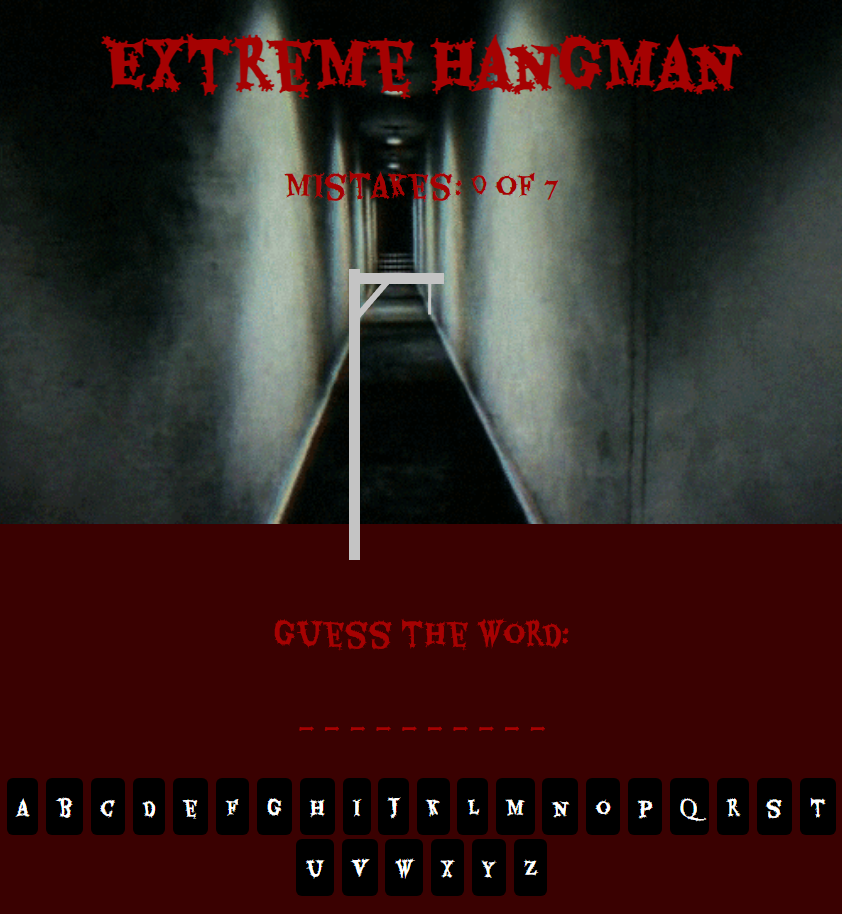 EXTREME HANGMAN
MISTAKES: 0 OF 7
GUESS THE WORD:
_ _ _ _ _ _ _ _ _ _
A B C D E F G H I J K L M N O P Q R S T
U V W X Y Z